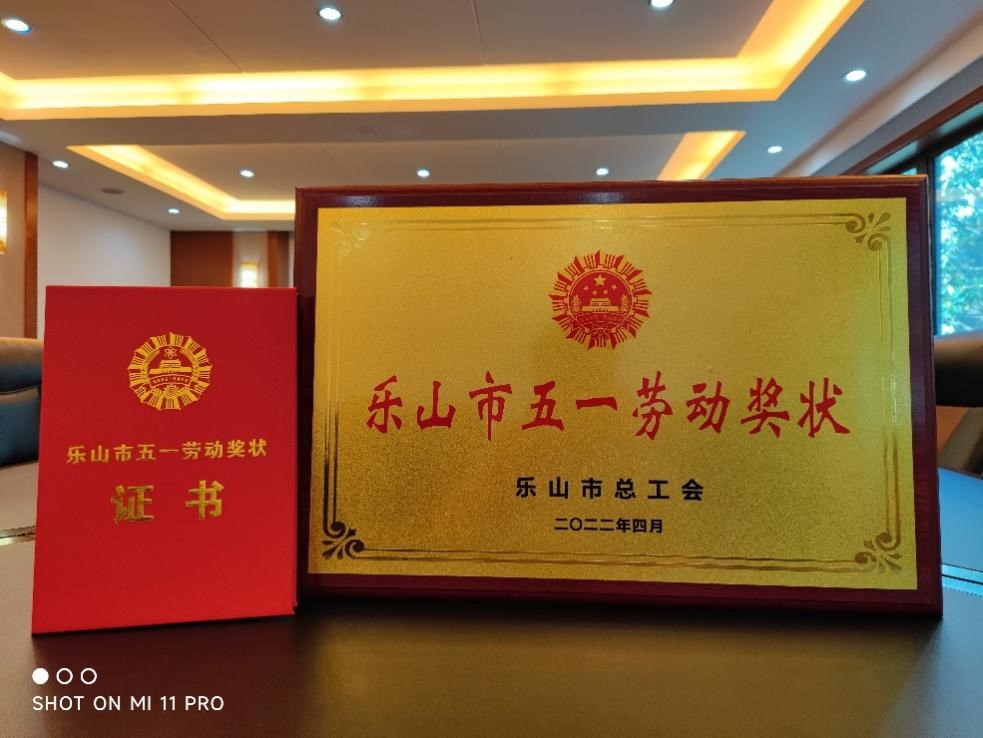 乐山市五一劳动奖状
证书
乐山市五一劳动奖状
乐山市总工会
二〇二二年四月
SHOT ON MI 11 PRO